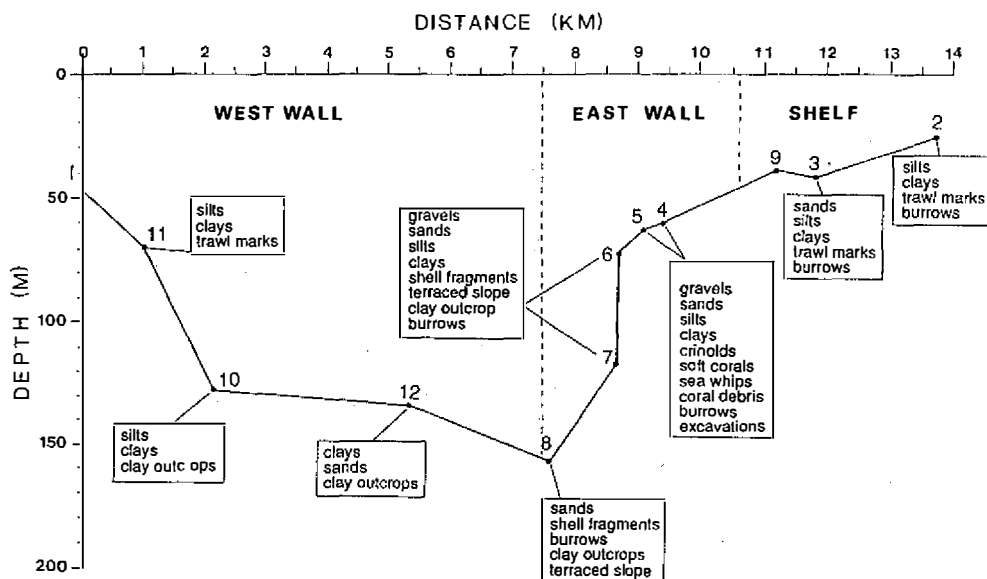 DISTANCE (KM)
0 1 2 3 4 5 6 7 8 9 10 11 12 13 14
DEPTH (M)
0
50
100
150
200
WEST WALL
EAST WALL
SHELF
11
silts
clays
trawl marks
10
silts
clays
clay outc ops
12
clays
sands
clay outcrops
gravels
sands
silts
clays
shell fragments
terraced slope
clay outcrop
burrows
6
7
8
sands
shell fragments
burrows
clay outcrops
terraced slope
5 4
gravels
sands
silts
clays
crinolds
soft corals
sea whips
coral debris
burrows
excavations
9
3
sands
silts
clays
trawl marks
burrows
2
silts
clays
trawl marks
burrows